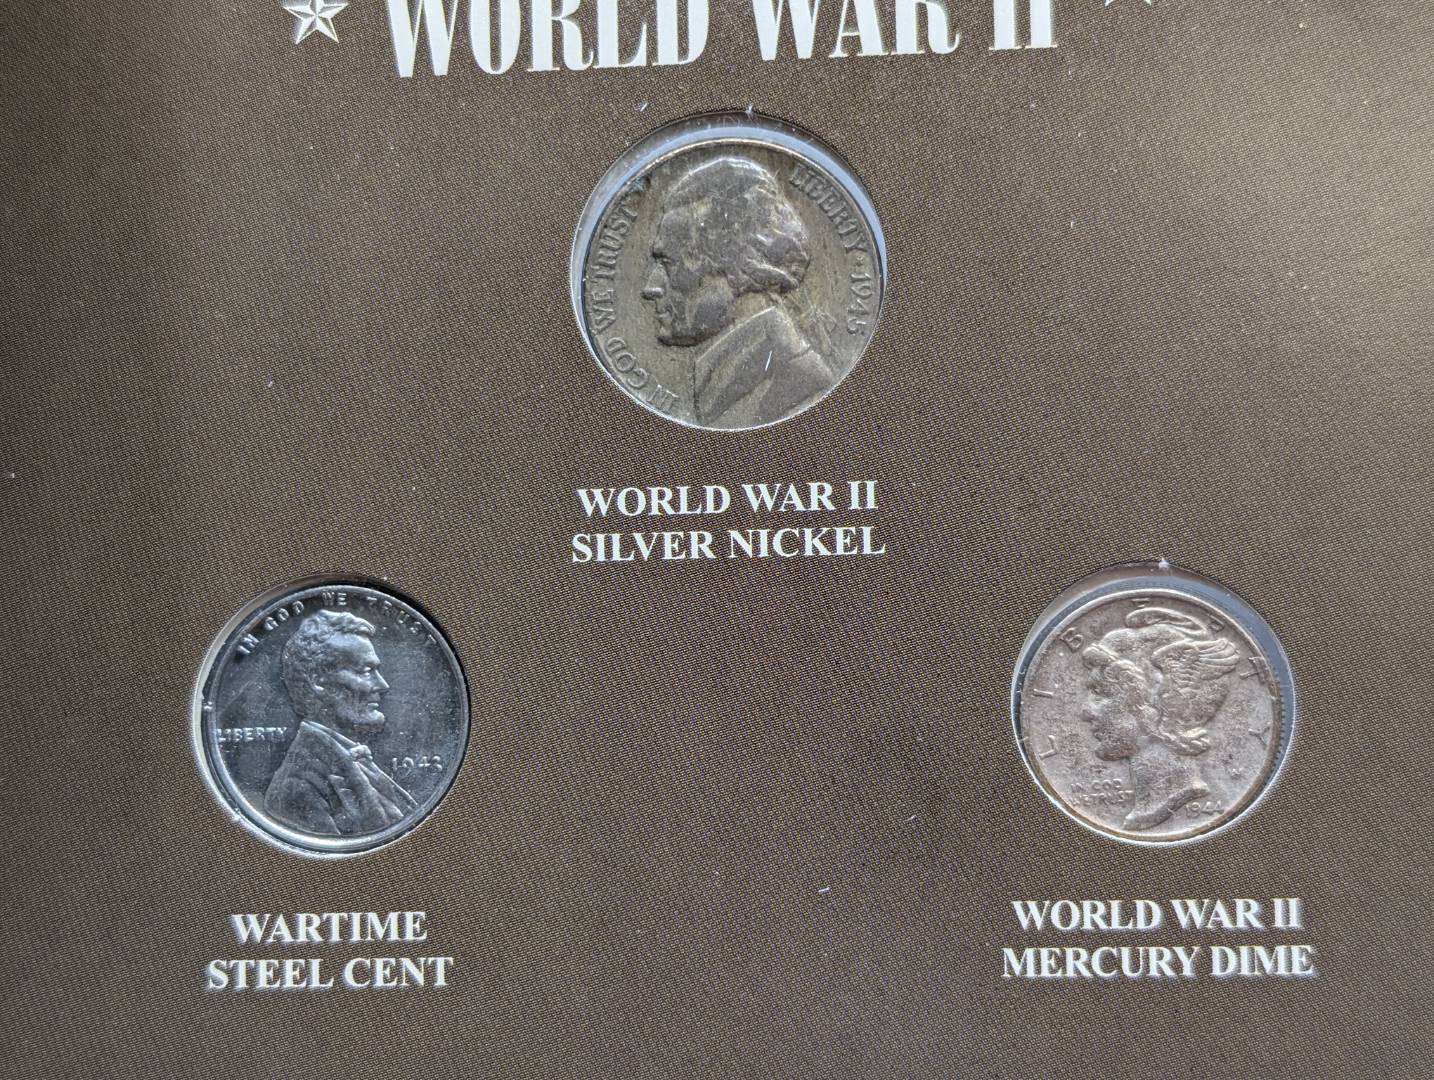 WORLD WAR II
IN GOD WE TRUST
LIBERTY · 1945
WORLD WAR II
SILVER NICKEL
IN GOD WE TRUST
LIBERTY
1943
WARTIME
STEEL CENT
LIBERTY
IN GOD
WE TRUST
1944
WORLD WAR II
MERCURY DIME